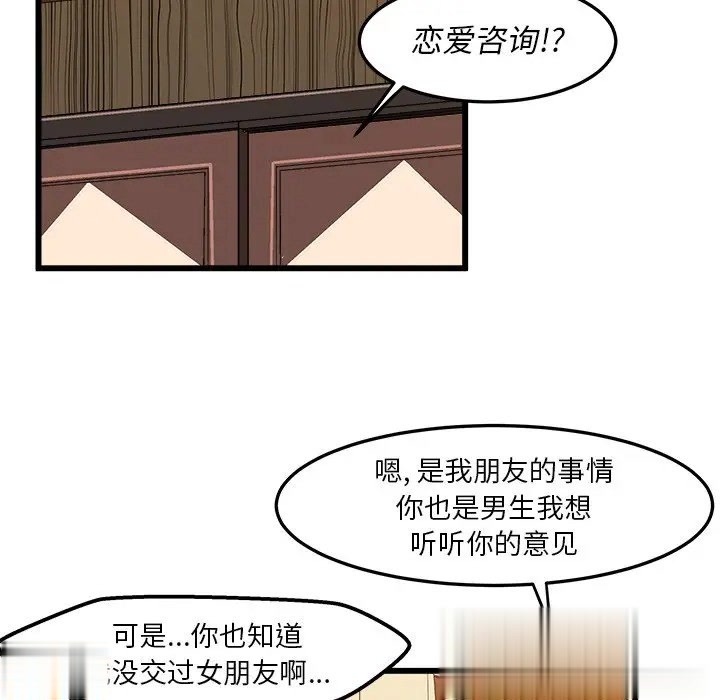 恋爱咨询!?
嗯, 是我朋友的事情
你也是男生我想
听听你的意见
可是...你也知道
没交过女朋友啊...